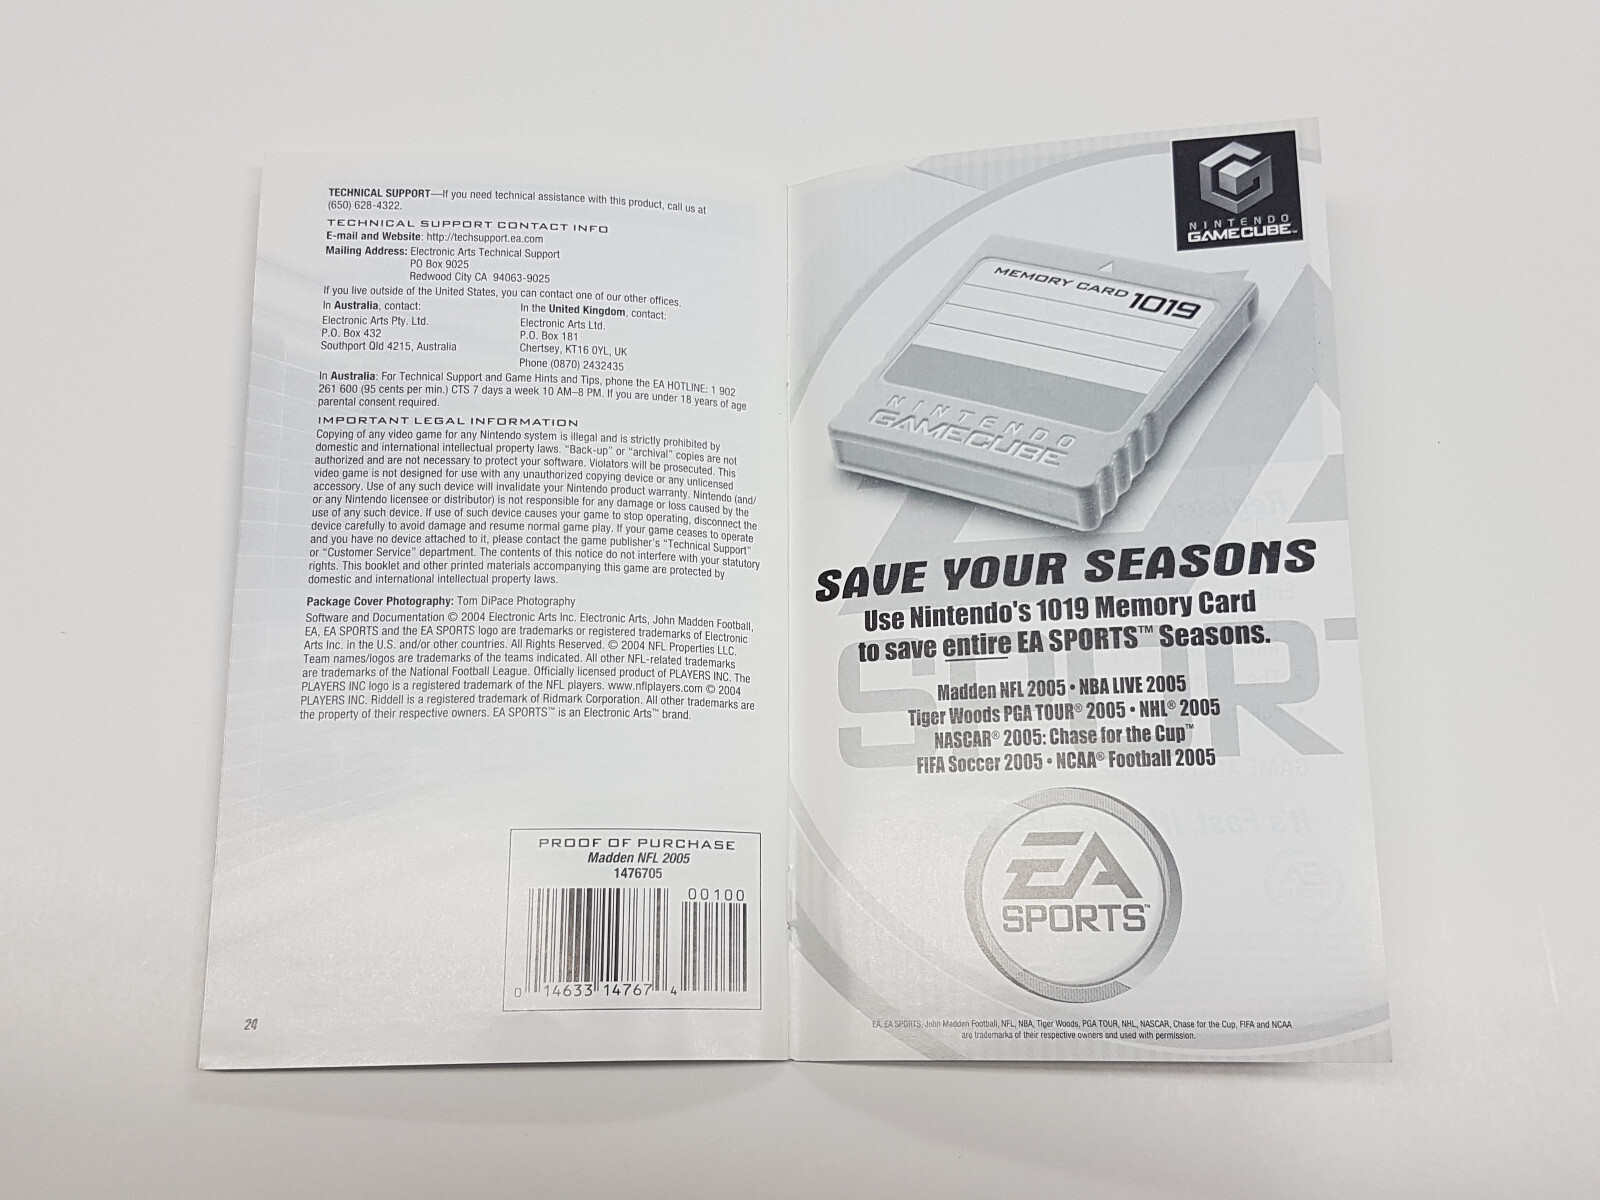 TECHNICAL SUPPORT—If you need technical assistance with this product, call us at
(650) 628-4322.
TECHNICAL SUPPORT CONTACT INFO
E-mail and Website: http://techsupport.ea.com
Mailing Address: Electronic Arts Technical Support
PO Box 9025
Redwood City CA 94063-9025
If you live outside of the United States, you can contact one of our other offices.
In Australia, contact:
Electronic Arts Pty. Ltd.
P.O. Box 432
Southport Qld 4215, Australia
In the United Kingdom, contact:
Electronic Arts Ltd.
P.O. Box 181
Chertsey, KT16 0YL, UK
Phone (0870) 2432435
In Australia: For Technical Support and Game Hints and Tips, phone the EA HOTLINE: 1 902
261 600 (95 cents per min.) CTS 7 days a week 10 AM–8 PM. If you are under 18 years of age
parental consent required.
IMPORTANT LEGAL INFORMATION
Copying of any video game for any Nintendo system is illegal and is strictly prohibited by
domestic and international intellectual property laws. “Back-up” or “archival” copies are not
authorized and are not necessary to protect your software. Violators will be prosecuted. This
video game is not designed for use with any unauthorized copying device or any unlicensed
accessory. Use of any such device will invalidate your Nintendo product warranty. Nintendo (and/
or any Nintendo licensee or distributor) is not responsible for any damage or loss caused by the
use of any such device. If use of such device causes your game to stop operating, disconnect the
device carefully to avoid damage and resume normal game play. If your game ceases to operate
and you have no device attached to it, please contact the game publisher’s “Technical Support”
or “Customer Service” department. The contents of this notice do not interfere with your statutory
rights. This booklet and other printed materials accompanying this game are protected by
domestic and international intellectual property laws.
Package Cover Photography: Tom DiPace Photography
Software and Documentation © 2004 Electronic Arts Inc. Electronic Arts, John Madden Football,
EA, EA SPORTS and the EA SPORTS logo are trademarks or registered trademarks of Electronic
Arts Inc. in the U.S. and/or other countries. All Rights Reserved. © 2004 NFL Properties LLC.
Team names/logos are trademarks of the teams indicated. All other NFL-related trademarks
are trademarks of the National Football League. Officially licensed product of PLAYERS INC. The
PLAYERS INC logo is a registered trademark of the NFL players. www.nflplayers.com © 2004
PLAYERS INC. Riddell is a registered trademark of Ridmark Corporation. All other trademarks are
the property of their respective owners. EA SPORTS™ is an Electronic Arts™ brand.
PROOF OF PURCHASE
Madden NFL 2005
1476705
00100
0 14633 14767 4
24
NINTENDO
GAMECUBE™
MEMORY CARD 1019
NINTENDO
GAMECUBE
SAVE YOUR SEASONS
Use Nintendo's 1019 Memory Card
to save entire EA SPORTS™ Seasons.
Madden NFL 2005 • NBA LIVE 2005
Tiger Woods PGA TOUR® 2005 • NHL® 2005
NASCAR® 2005: Chase for the Cup™
FIFA Soccer 2005 • NCAA® Football 2005
EA
SPORTS™
EA, EA SPORTS, John Madden Football, NFL, NBA, Tiger Woods, PGA TOUR, NHL, NASCAR, Chase for the Cup, FIFA and NCAA
are trademarks of their respective owners and used with permission.